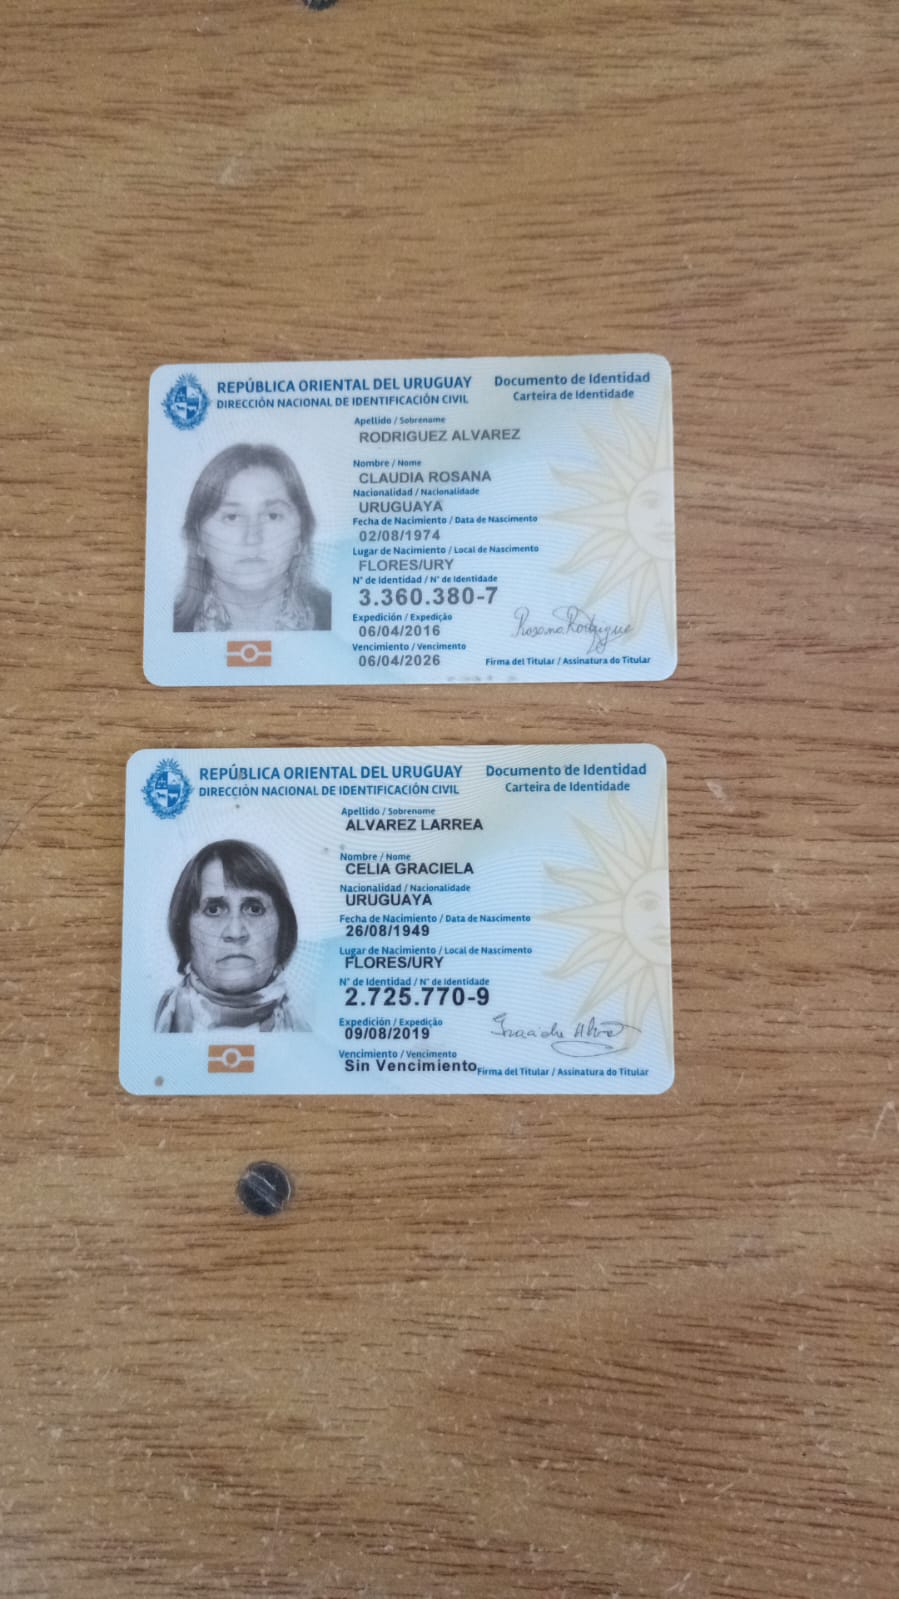 REPÚBLICA ORIENTAL DEL URUGUAY
DIRECCIÓN NACIONAL DE IDENTIFICACIÓN CIVIL
Documento de Identidad
Carteira de Identidade
Apellido / Sobrenome
RODRIGUEZ ALVAREZ
Nombre / Nome
CLAUDIA ROSANA
Nacionalidad / Nacionalidade
URUGUAYA
Fecha de Nacimiento / Data de Nascimento
02/08/1974
Lugar de Nacimiento / Local de Nascimento
FLORES/URY
N° de Identidad / N° de Identidade
3.360.380-7
Expedición / Expedição
06/04/2016
Vencimiento / Vencimento
06/04/2026
Rosana Rodrigue
Firma del Titular / Assinatura do Titular
REPÚBLICA ORIENTAL DEL URUGUAY
DIRECCIÓN NACIONAL DE IDENTIFICACIÓN CIVIL
Documento de Identidad
Carteira de Identidade
Apellido / Sobrenome
ALVAREZ LARREA
Nombre / Nome
CELIA GRACIELA
Nacionalidad / Nacionalidade
URUGUAYA
Fecha de Nacimiento / Data de Nascimento
26/08/1949
Lugar de Nacimiento / Local de Nascimento
FLORES/URY
N° de Identidad / N° de Identidade
2.725.770-9
Expedición / Expedição
09/08/2019
Vencimiento / Vencimento
Sin Vencimiento
Firma del Titular / Assinatura do Titular